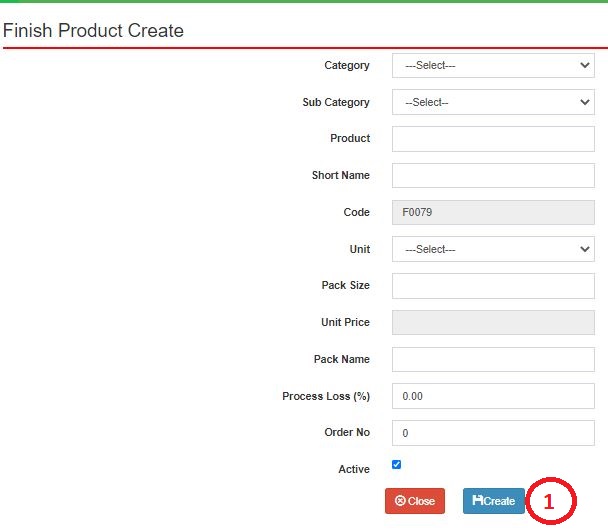 Finish Product Create
Category ---Select---
Sub Category --Select--
Product
Short Name
Code F0079
Unit ---Select---
Pack Size
Unit Price
Pack Name
Process Loss (%) 0.00
Order No 0
Active
Close Create 1